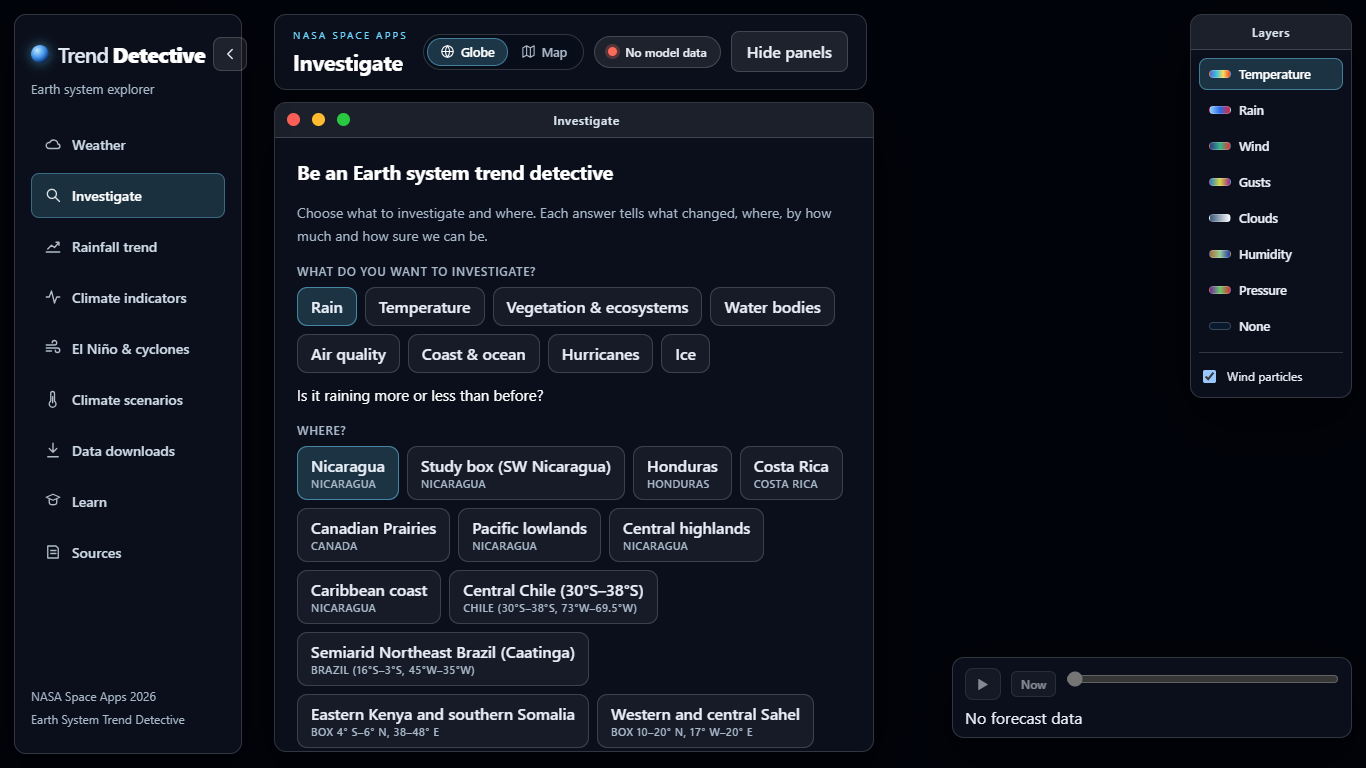 Trend Detective
Earth system explorer
Weather
Investigate
Rainfall trend
Climate indicators
El Niño & cyclones
Climate scenarios
Data downloads
Learn
Sources
NASA Space Apps 2026
Earth System Trend Detective
NASA SPACE APPS
Investigate
Globe
Map
No model data
Hide panels
Investigate
Be an Earth system trend detective
Choose what to investigate and where. Each answer tells what changed, where, by how
much and how sure we can be.
WHAT DO YOU WANT TO INVESTIGATE?
Rain
Temperature
Vegetation & ecosystems
Water bodies
Air quality
Coast & ocean
Hurricanes
Ice
Is it raining more or less than before?
WHERE?
Nicaragua
NICARAGUA
Study box (SW Nicaragua)
NICARAGUA
Honduras
HONDURAS
Costa Rica
COSTA RICA
Canadian Prairies
CANADA
Pacific lowlands
NICARAGUA
Central highlands
NICARAGUA
Caribbean coast
NICARAGUA
Central Chile (30°S–38°S)
CHILE (30°S–38°S, 73°W–69.5°W)
Semiarid Northeast Brazil (Caatinga)
BRAZIL (16°S–3°S, 45°W–35°W)
Eastern Kenya and southern Somalia
BOX 4° S–6° N, 38–48° E
Western and central Sahel
BOX 10–20° N, 17° W–20° E
Layers
Temperature
Rain
Wind
Gusts
Clouds
Humidity
Pressure
None
Wind particles
Now
No forecast data